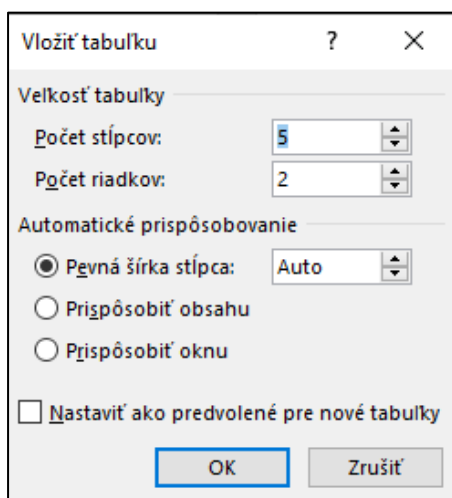 Vložiť tabuľku ? ×
Veľkosť tabuľky
Počet stĺpcov: 5
Počet riadkov: 2
Automatické prispôsobovanie
Pevná šírka stĺpca: Auto
Prispôsobiť obsahu
Prispôsobiť oknu
Nastaviť ako predvolené pre nové tabuľky
OK Zrušiť